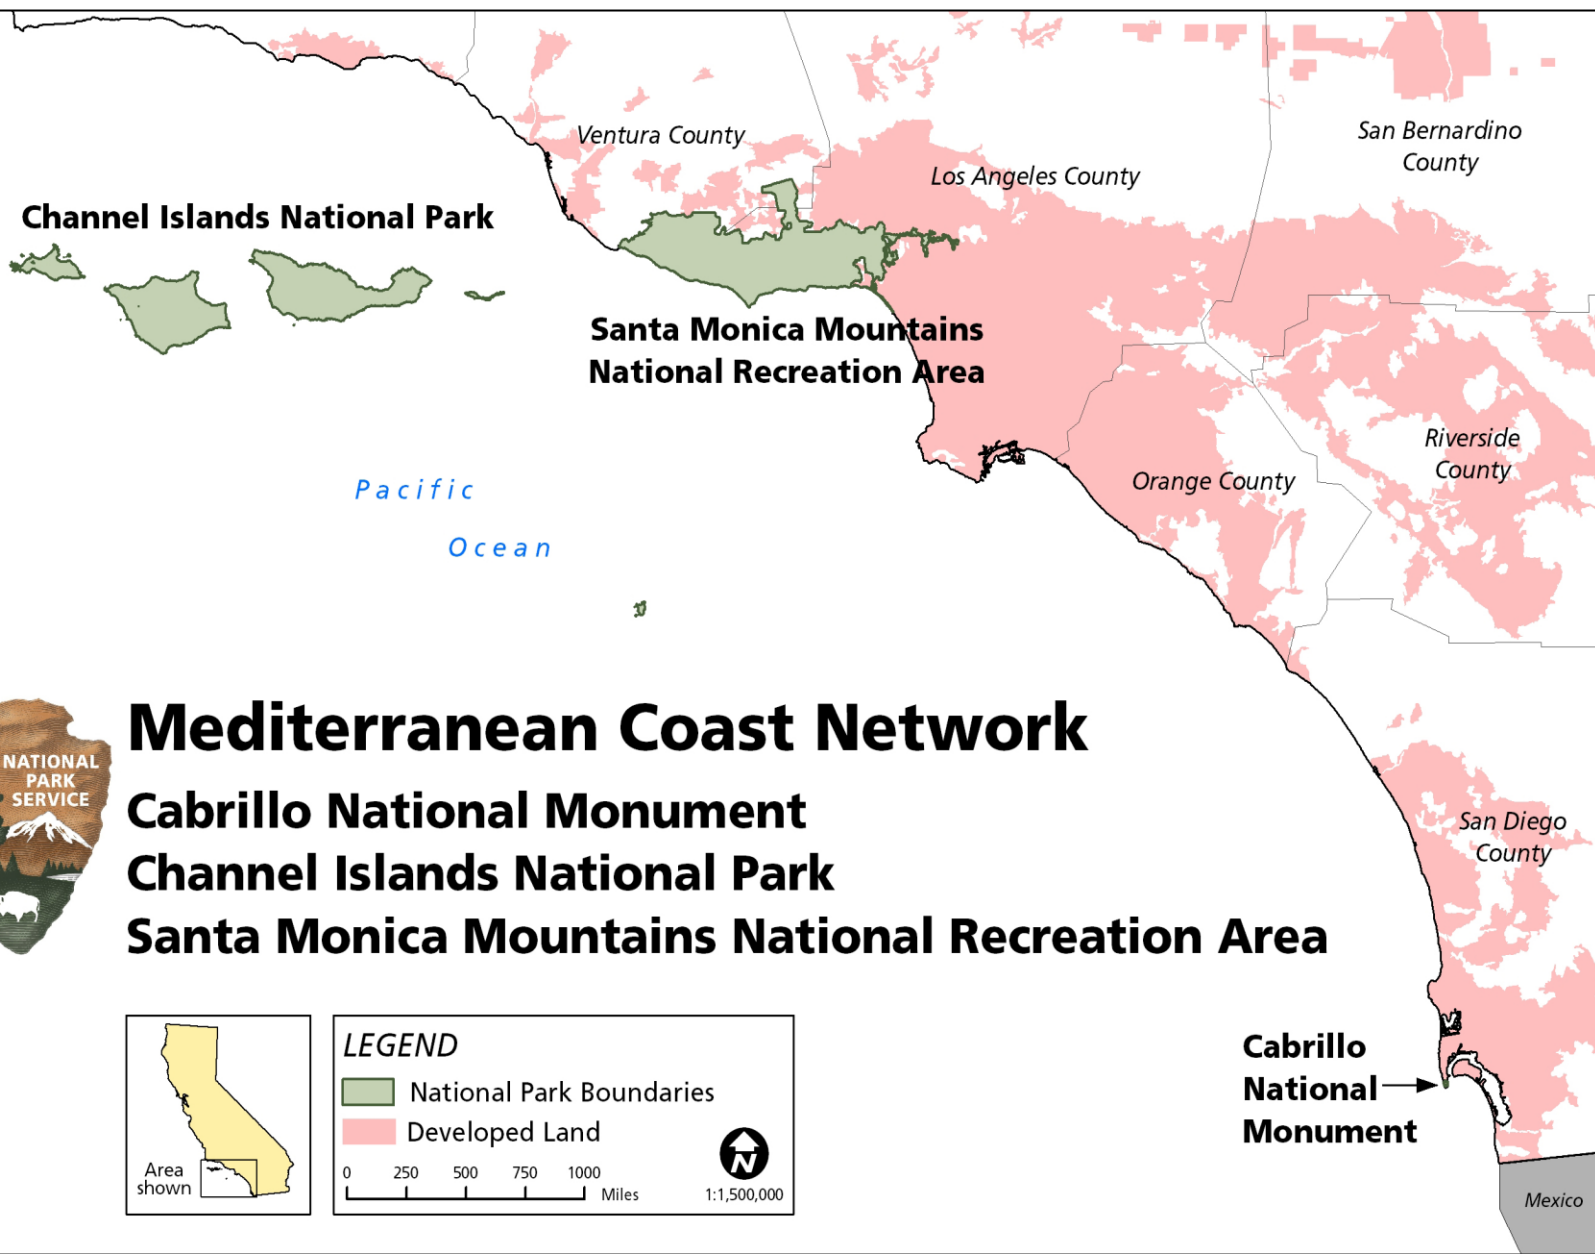 Ventura County
San Bernardino
County
Los Angeles County
Channel Islands National Park
Santa Monica Mountains
National Recreation Area
Riverside
County
Orange County
Pacific
Ocean
Mediterranean Coast Network
NATIONAL
PARK
SERVICE
Cabrillo National Monument
Channel Islands National Park
Santa Monica Mountains National Recreation Area
San Diego
County
Cabrillo
National
Monument
Mexico
Area
shown
LEGEND
National Park Boundaries
Developed Land
0 250 500 750 1000
Miles
N
1:1,500,000